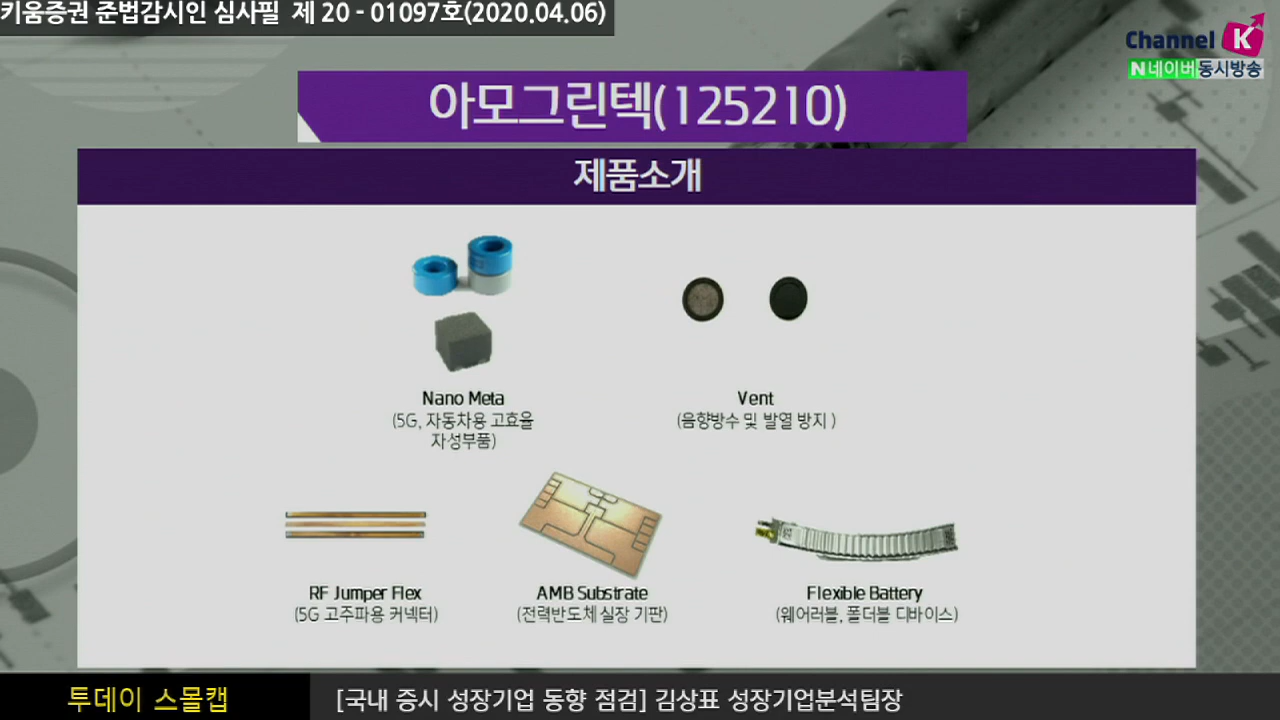 키움증권 준법감시인 심사필 제 20 - 01097호(2020.04.06)
Channel K
N 네이버 동시방송
아모그린텍(125210)
제품소개
Nano Meta
(5G, 자동차용 고효율
자성부품)
Vent
(음향방수 및 발열 방지 )
RF Jumper Flex
(5G 고주파용 커넥터)
AMB Substrate
(전력반도체 실장 기판)
Flexible Battery
(웨어러블, 폴더블 디바이스)
투데이 스몰캡
[국내 증시 성장기업 동향 점검] 김상표 성장기업분석팀장